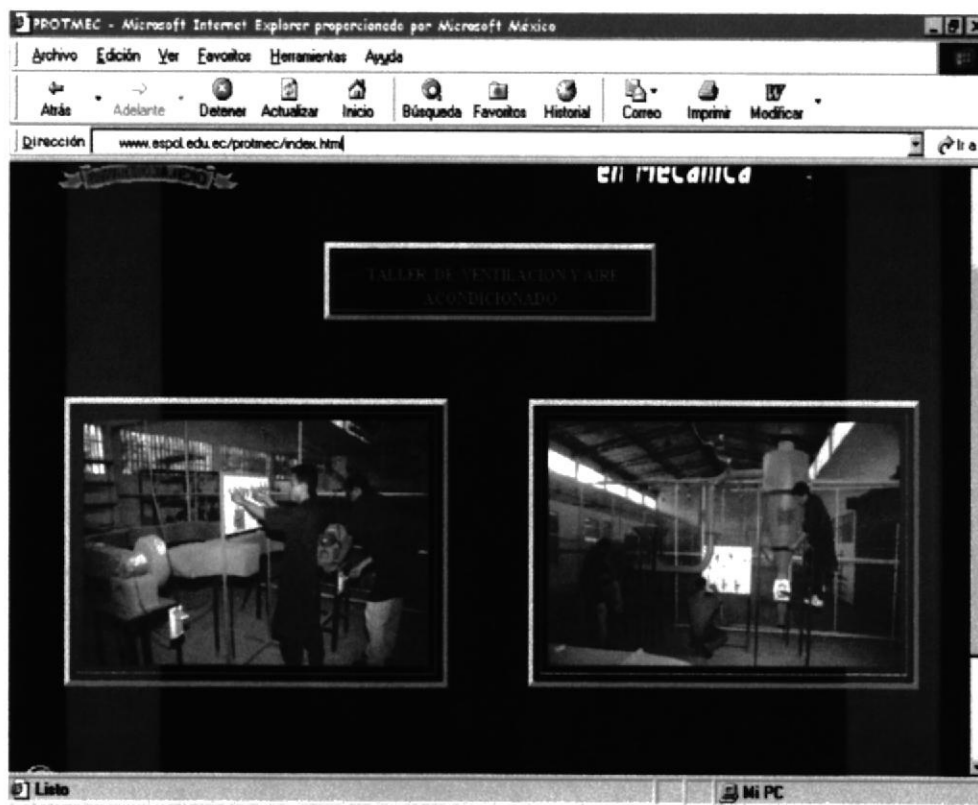 PROTMEC - Microsoft Internet Explorer proporcionado por Microsoft México
Archivo Edición Ver Favoritos Herramientas Ayuda
Atrás Adelante Detener Actualizar Inicio Búsqueda Favoritos Historial Correo Imprimir Modificar
Dirección www.espol.edu.ec/protmec/index.html Ir a
en Mecánica
TALLER DE VENTILACION Y AIRE
ACONDICIONADO
Listo Mi PC